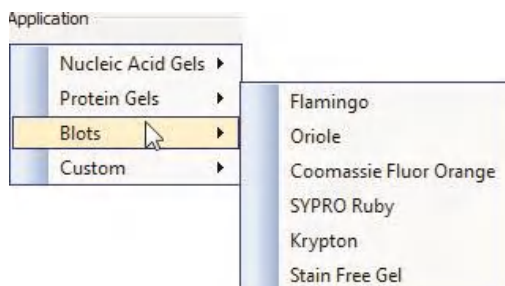 Application
Nucleic Acid Gels
Protein Gels
Blots
Custom
Flamingo
Oriole
Coomassie Fluor Orange
SYPRO Ruby
Krypton
Stain Free Gel